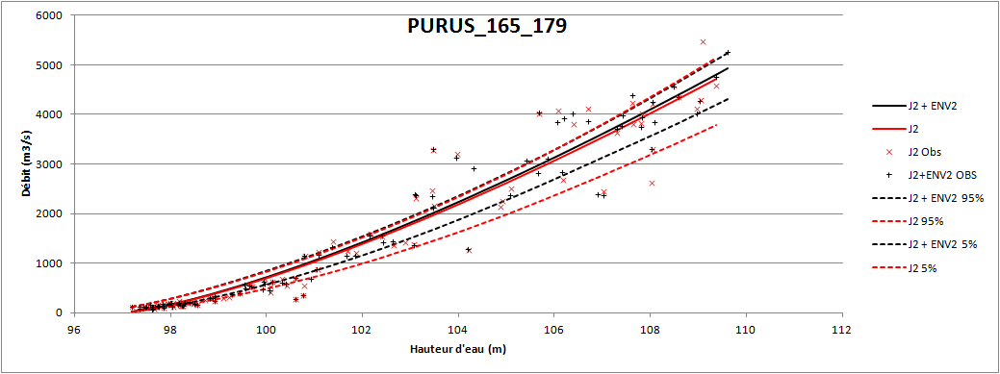 PURUS_165_179
6000
5000
4000
3000
2000
1000
0
Débit (m3/s)
96 98 100 102 104 106 108 110 112
Hauteur d'eau (m)
J2 + ENV2
J2
J2 Obs
J2+ENV2 OBS
J2 + ENV2 95%
J2 95%
J2 + ENV2 5%
J2 5%